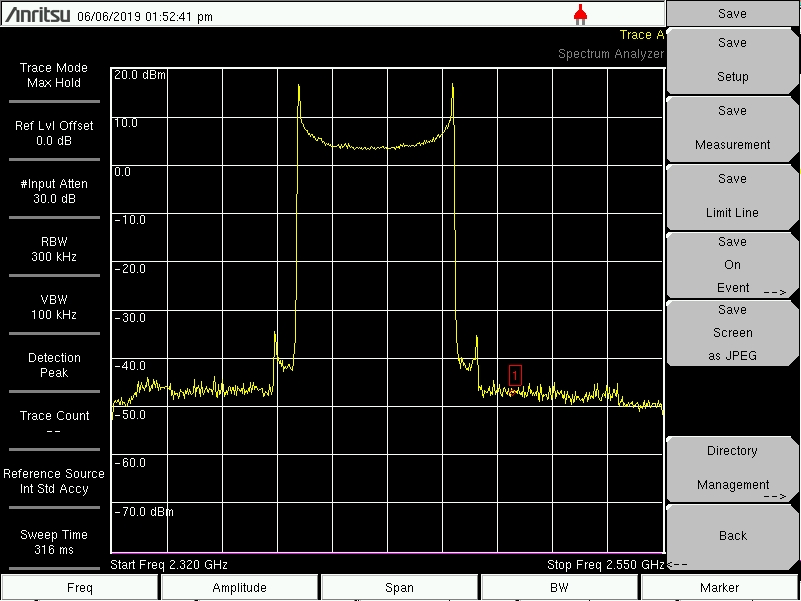 Anritsu 06/06/2019 01:52:41 pm
Save
Trace A
Spectrum Analyzer
Trace Mode
Max Hold
Ref Lvl Offset
0.0 dB
#Input Atten
30.0 dB
RBW
300 kHz
VBW
100 kHz
Detection
Peak
Trace Count
--
Reference Source
Int Std Accy
Sweep Time
316 ms
20.0 dBm
10.0
0.0
-10.0
-20.0
-30.0
-40.0
-50.0
-60.0
-70.0 dBm
1
Start Freq 2.320 GHz
Stop Freq 2.550 GHz
Save
Setup
Save
Measurement
Save
Limit Line
Save
On
Event -->
Save
Screen
as JPEG
Directory
Management
-->
Back
<--
Freq
Amplitude
Span
BW
Marker